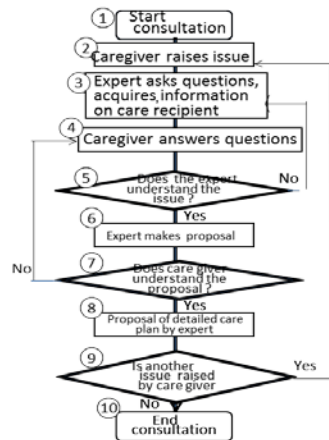 1 Start
consultation
2
Caregiver raises issue
3 Expert asks questions,
acquires information
on care recipient
4
Caregiver answers questions
5 Does the expert
understand the
issue ?
No
Yes
6
Expert makes proposal
7
Does care giver
understand the
proposal ?
No
Yes
8
Proposal of detailed care
plan by expert
9
Is another
issue raised
by care giver
Yes
No
10
End
consultation